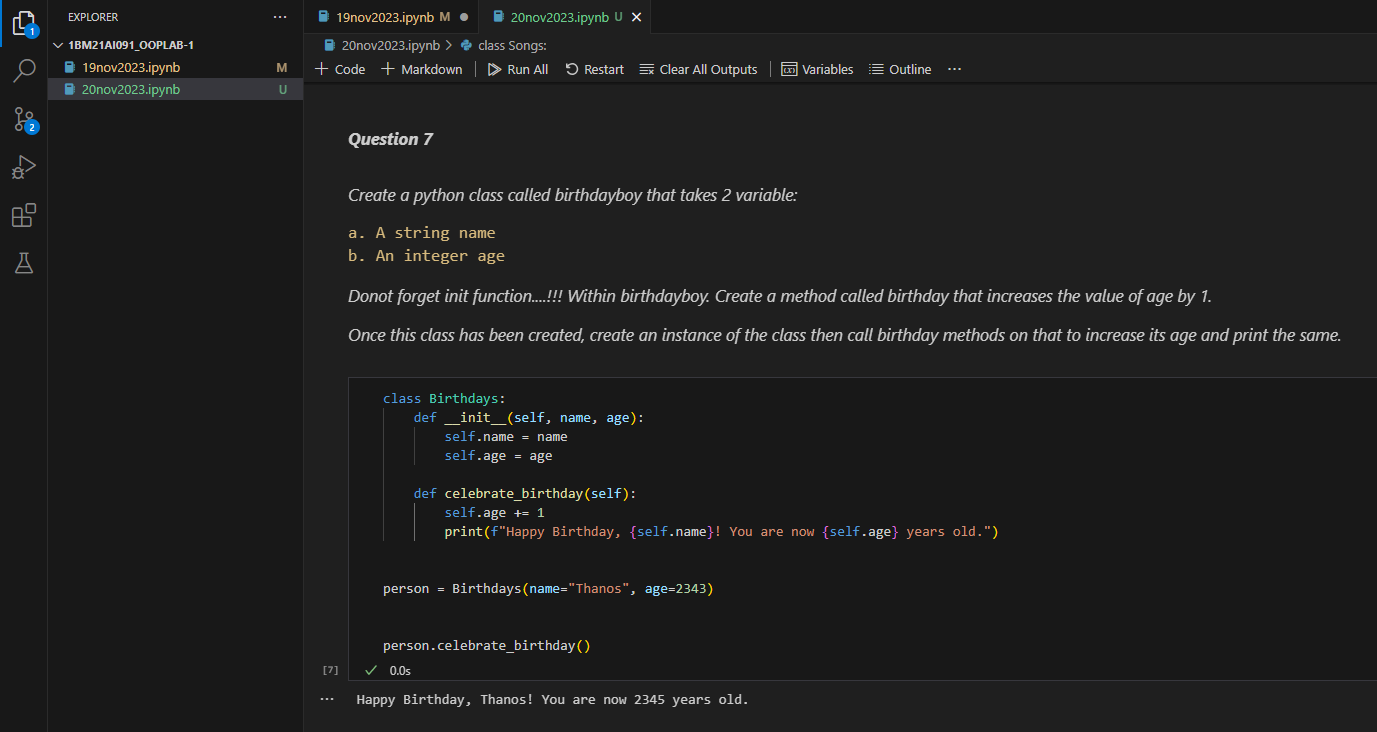 EXPLORER
1BM21AI091_OOPLAB-1
19nov2023.ipynb M
20nov2023.ipynb U
1
2
19nov2023.ipynb M
20nov2023.ipynb U
20nov2023.ipynb > class Songs:
+ Code + Markdown | Run All Restart Clear All Outputs | Variables Outline ...
Question 7
Create a python class called birthdayboy that takes 2 variable:
a. A string name
b. An integer age
Donot forget init function....!!! Within birthdayboy. Create a method called birthday that increases the value of age by 1.
Once this class has been created, create an instance of the class then call birthday methods on that to increase its age and print the same.
class Birthdays:
    def __init__(self, name, age):
        self.name = name
        self.age = age
    def celebrate_birthday(self):
        self.age += 1
        print(f"Happy Birthday, {self.name}! You are now {self.age} years old.")
person = Birthdays(name="Thanos", age=2343)
person.celebrate_birthday()
[7] ✓ 0.0s
... Happy Birthday, Thanos! You are now 2345 years old.